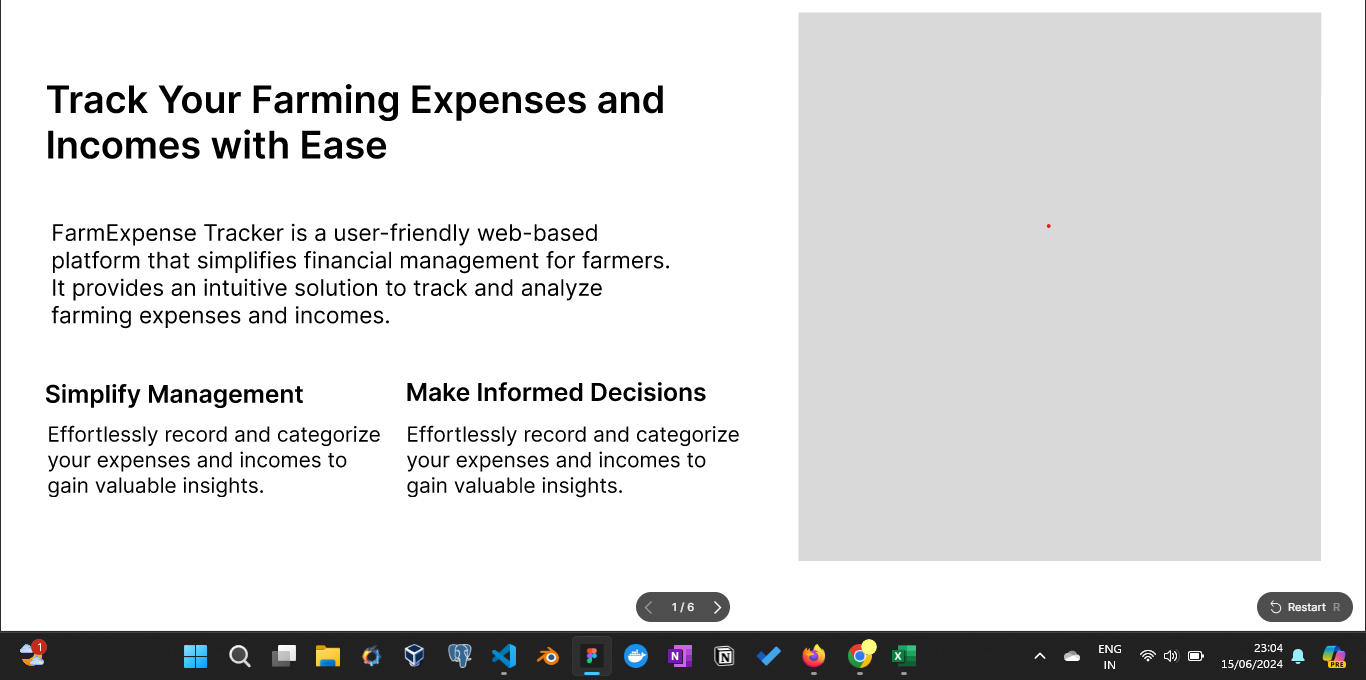 Track Your Farming Expenses and
Incomes with Ease
FarmExpense Tracker is a user-friendly web-based
platform that simplifies financial management for farmers.
It provides an intuitive solution to track and analyze
farming expenses and incomes.
Simplify Management
Effortlessly record and categorize
your expenses and incomes to
gain valuable insights.
Make Informed Decisions
Effortlessly record and categorize
your expenses and incomes to
gain valuable insights.
1 / 6
Restart R
1
N
N
X
ENG
IN
23:04
15/06/2024
PRE